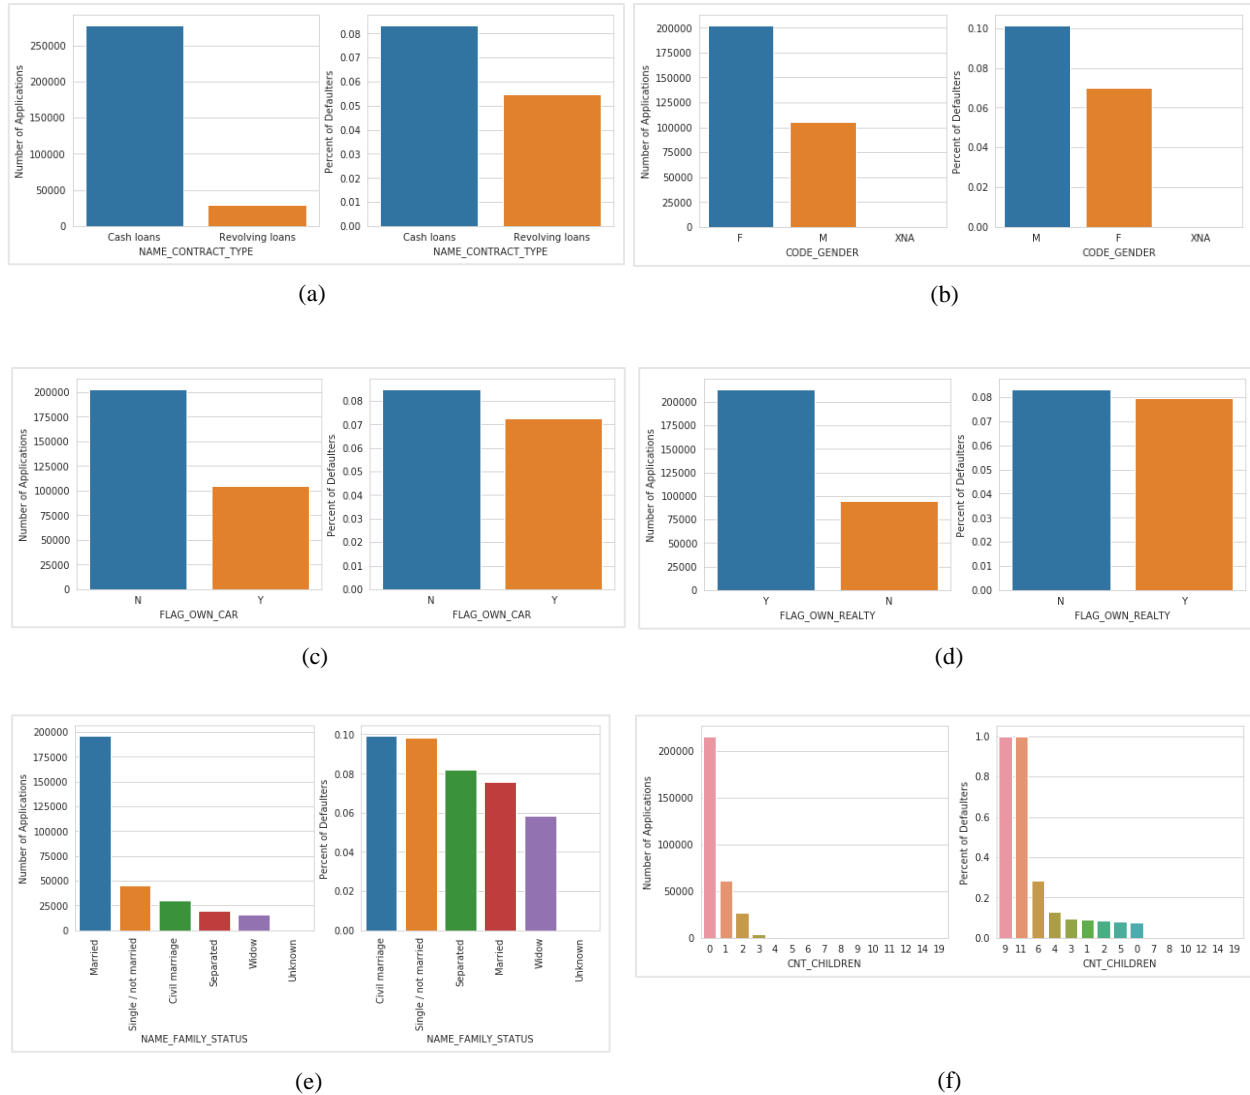 Number of Applications
250000
200000
150000
100000
50000
0
Cash loans Revolving loans
NAME_CONTRACT_TYPE
Percent of Defaulters
0.08
0.07
0.06
0.05
0.04
0.03
0.02
0.01
0.00
Cash loans Revolving loans
NAME_CONTRACT_TYPE
(a)
Number of Applications
200000
175000
150000
125000
100000
75000
50000
25000
0
F M XNA
CODE_GENDER
Percent of Defaulters
0.10
0.08
0.06
0.04
0.02
0.00
M F XNA
CODE_GENDER
(b)
Number of Applications
200000
175000
150000
125000
100000
75000
50000
25000
0
N Y
FLAG_OWN_CAR
Percent of Defaulters
0.08
0.07
0.06
0.05
0.04
0.03
0.02
0.01
0.00
N Y
FLAG_OWN_CAR
(c)
Number of Applications
200000
175000
150000
125000
100000
75000
50000
25000
0
Y N
FLAG_OWN_REALTY
Percent of Defaulters
0.08
0.07
0.06
0.05
0.04
0.03
0.02
0.01
0.00
N Y
FLAG_OWN_REALTY
(d)
Number of Applications
200000
175000
150000
125000
100000
75000
50000
25000
0
Married
Single / not married
Civil marriage
Separated
Widow
Unknown
NAME_FAMILY_STATUS
Percent of Defaulters
0.10
0.08
0.06
0.04
0.02
0.00
Civil marriage
Single / not married
Separated
Married
Widow
Unknown
NAME_FAMILY_STATUS
(e)
Number of Applications
200000
150000
100000
50000
0
0 1 2 3 4 5 6 7 8 9 10 11 12 14 19
CNT_CHILDREN
Percent of Defaulters
1.0
0.8
0.6
0.4
0.2
0.0
9 11 6 4 3 1 2 5 0 7 8 10 12 14 19
CNT_CHILDREN
(f)